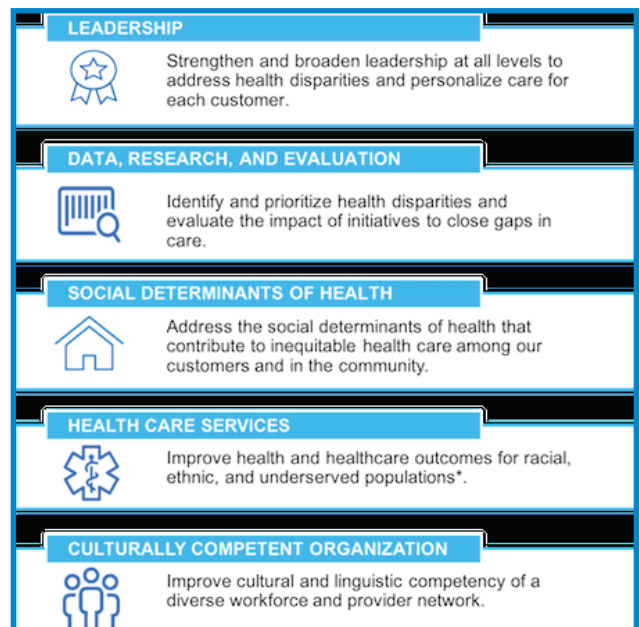 LEADERSHIP
Strengthen and broaden leadership at all levels to
address health disparities and personalize care for
each customer.
DATA, RESEARCH, AND EVALUATION
Identify and prioritize health disparities and
evaluate the impact of initiatives to close gaps in
care.
SOCIAL DETERMINANTS OF HEALTH
Address the social determinants of health that
contribute to inequitable health care among our
customers and in the community.
HEALTH CARE SERVICES
Improve health and healthcare outcomes for racial,
ethnic, and underserved populations*.
CULTURALLY COMPETENT ORGANIZATION
Improve cultural and linguistic competency of a
diverse workforce and provider network.